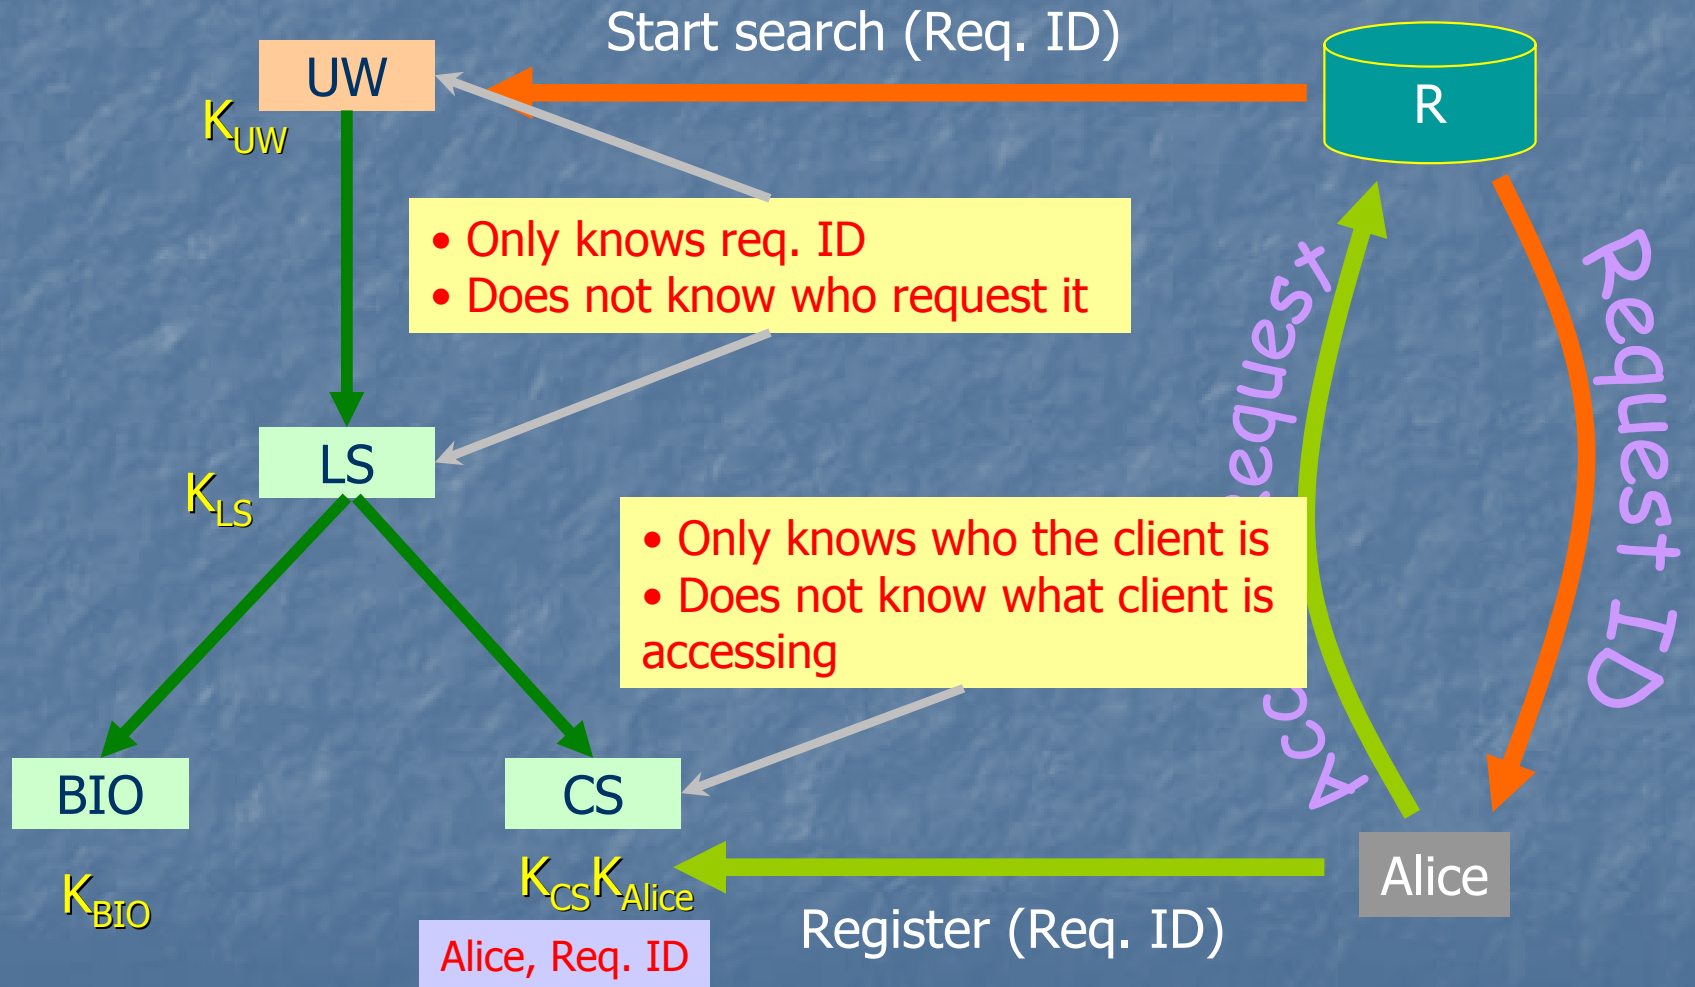 Start search (Req. ID)
UW
R
K_UW
• Only knows req. ID
• Does not know who request it
Request ID
LS
K_LS
• Only knows who the client is
• Does not know what client is
accessing
BIO
CS
K_BIO
K_CSK_Alice
Alice
Register (Req. ID)
Alice, Req. ID